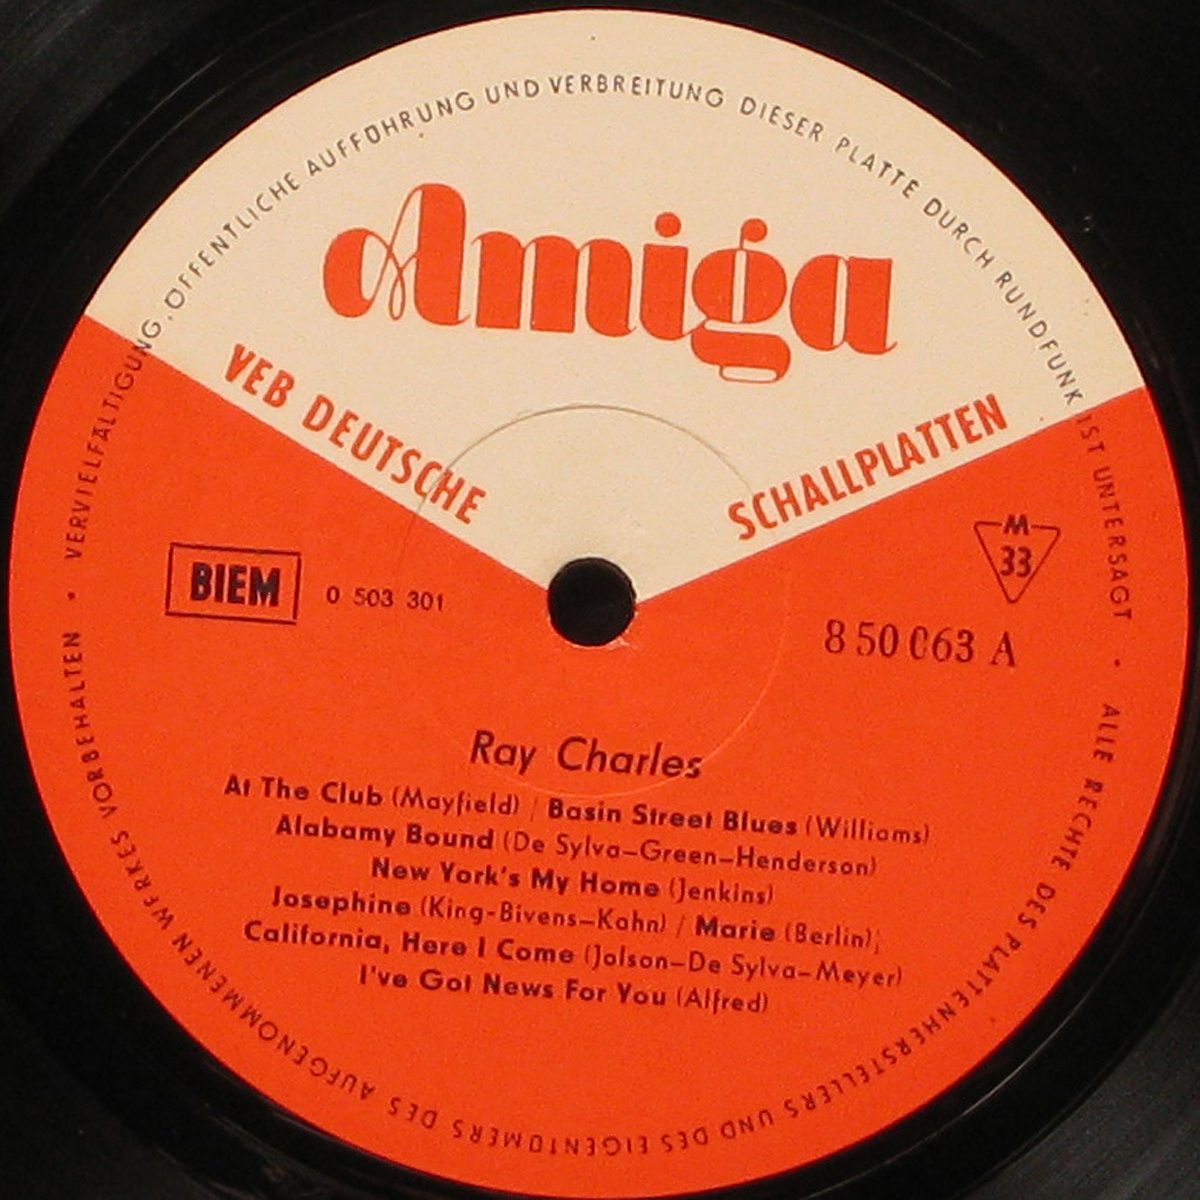 VERVIELFÄLTIGUNG, ÖFFENTLICHE AUFFÜHRUNG UND VERBREITUNG DIESER PLATTE DURCH RUNDFUNK IST UNTERSAGT •
ALLE RECHTE DES PLATTENHERSTELLERS UND DES EIGENTÜMERS DES AUFGENOMMENEN WERKES VORBEHALTEN •
Amiga
VEB DEUTSCHE SCHALLPLATTEN
BIEM
O 503 301
M
33
8 50 063 A
Ray Charles
At The Club (Mayfield) / Basin Street Blues (Williams)
Alabamy Bound (De Sylva–Green–Henderson)
New York's My Home (Jenkins)
Josephine (King-Bivens–Kahn) / Marie (Berlin);
California, Here I Come (Jolson–De Sylva–Meyer)
I've Got News For You (Alfred)